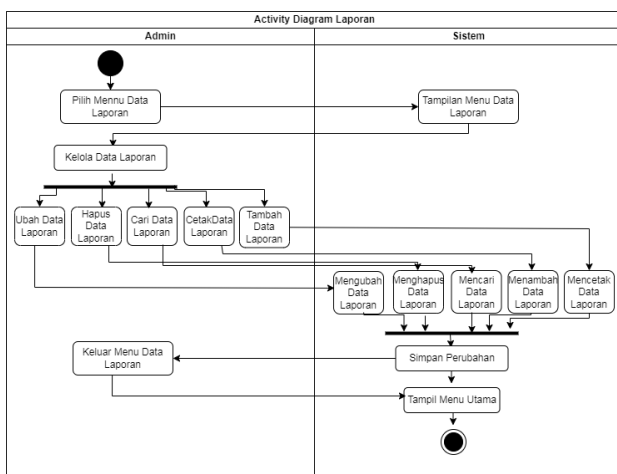 Activity Diagram Laporan
Admin
Sistem
Pilih Mennu Data
Laporan
Tampilan Menu Data
Laporan
Kelola Data Laporan
Ubah Data
Laporan
Hapus
Data
Laporan
Cari Data
Laporan
CetakData
Laporan
Tambah
Data
Laporan
Mengubah
Data
Laporan
Menghapus
Data
Laporan
Mencari
Data
Laporan
Menambah
Data
Laporan
Mencetak
Data
Laporan
Keluar Menu Data
Laporan
Simpan Perubahan
Tampil Menu Utama